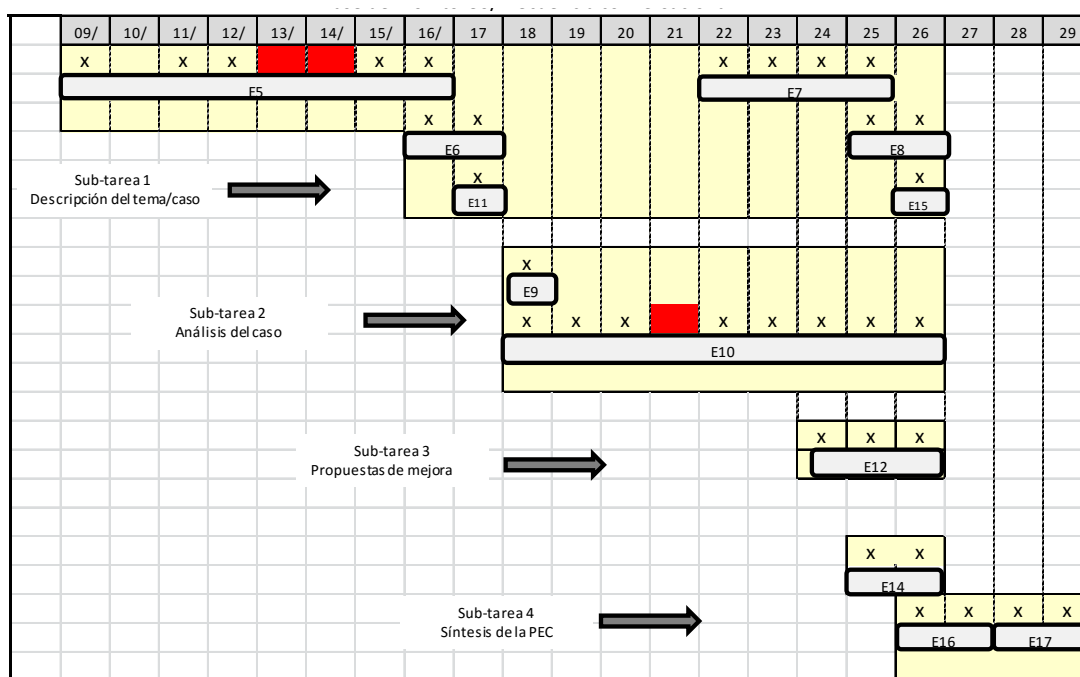 09/ 10/ 11/ 12/ 13/ 14/ 15/ 16/ 17 18 19 20 21 22 23 24 25 26 27 28 29
x x x x x x x x x
E5 E7
x x x x
E6 E8
Sub-tarea 1
Descripción del tema/caso
x x
E11 E15
x
E9
Sub-tarea 2
Análisis del caso
x x x x x x x x
E10
x x x
Sub-tarea 3
Propuestas de mejora
E12
x x
E14
x x x x
Sub-tarea 4
Síntesis de la PEC
E16 E17